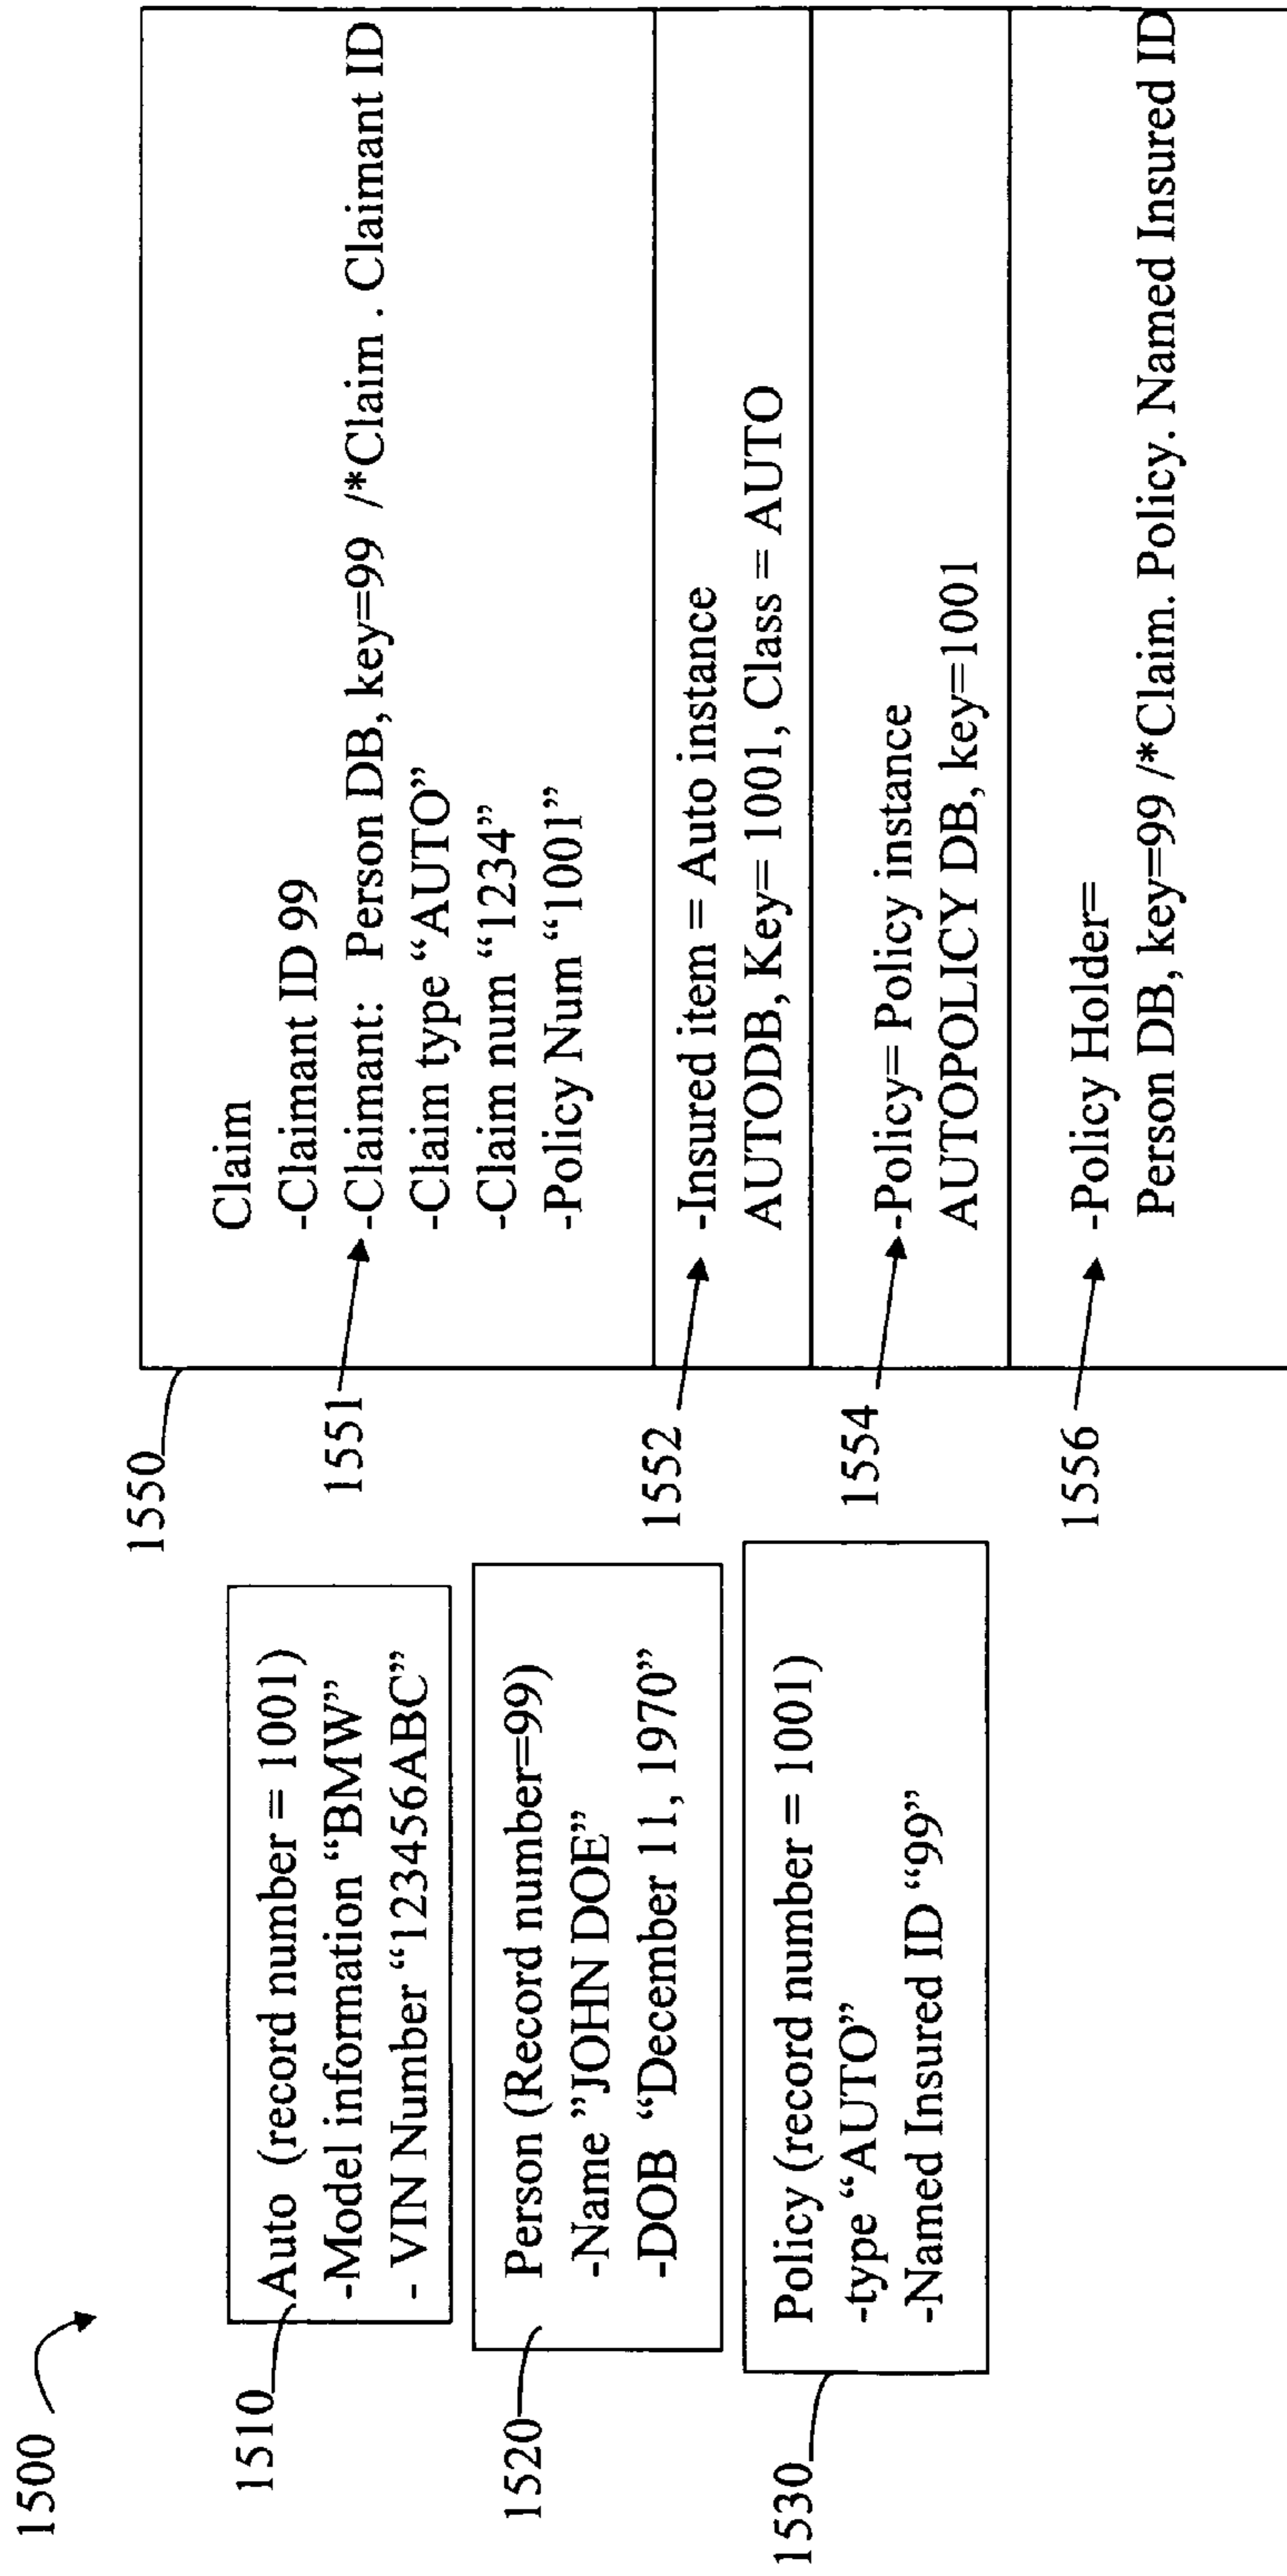 1500
1510
Auto (record number = 1001)
-Model information “BMW”
- VIN Number “123456ABC”
1520
Person (Record number=99)
-Name ”JOHN DOE”
-DOB “December 11, 1970”
1530
Policy (record number = 1001)
-type “AUTO”
-Named Insured ID “99”
1550
Claim
-Claimant ID 99
1551
-Claimant: Person DB, key=99 /*Claim . Claimant ID
-Claim type “AUTO”
-Claim num “1234”
-Policy Num “1001”
1552
-Insured item = Auto instance
AUTODB, Key= 1001, Class = AUTO
1554
-Policy= Policy instance
AUTOPOLICY DB, key=1001
1556
-Policy Holder=
Person DB, key=99 /*Claim. Policy. Named Insured ID